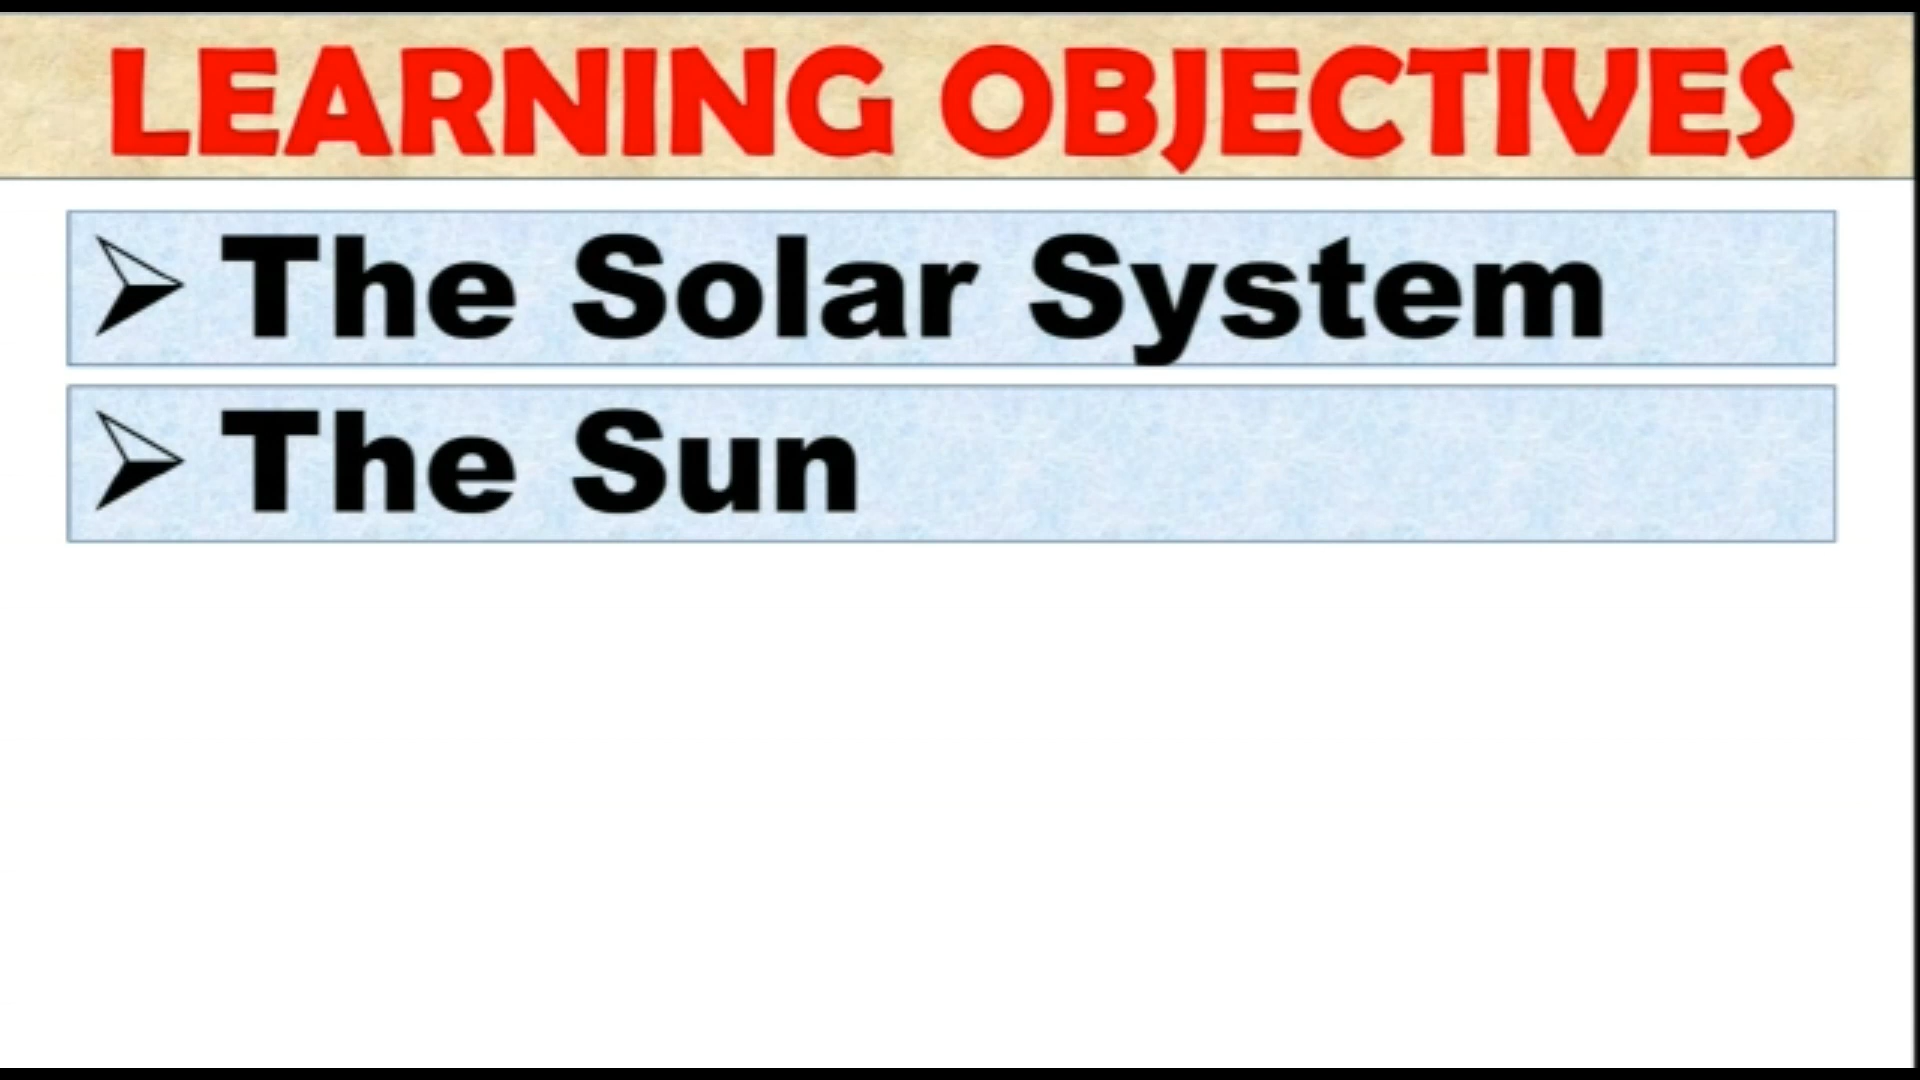 LEARNING OBJECTIVES
➢ The Solar System
➢ The Sun